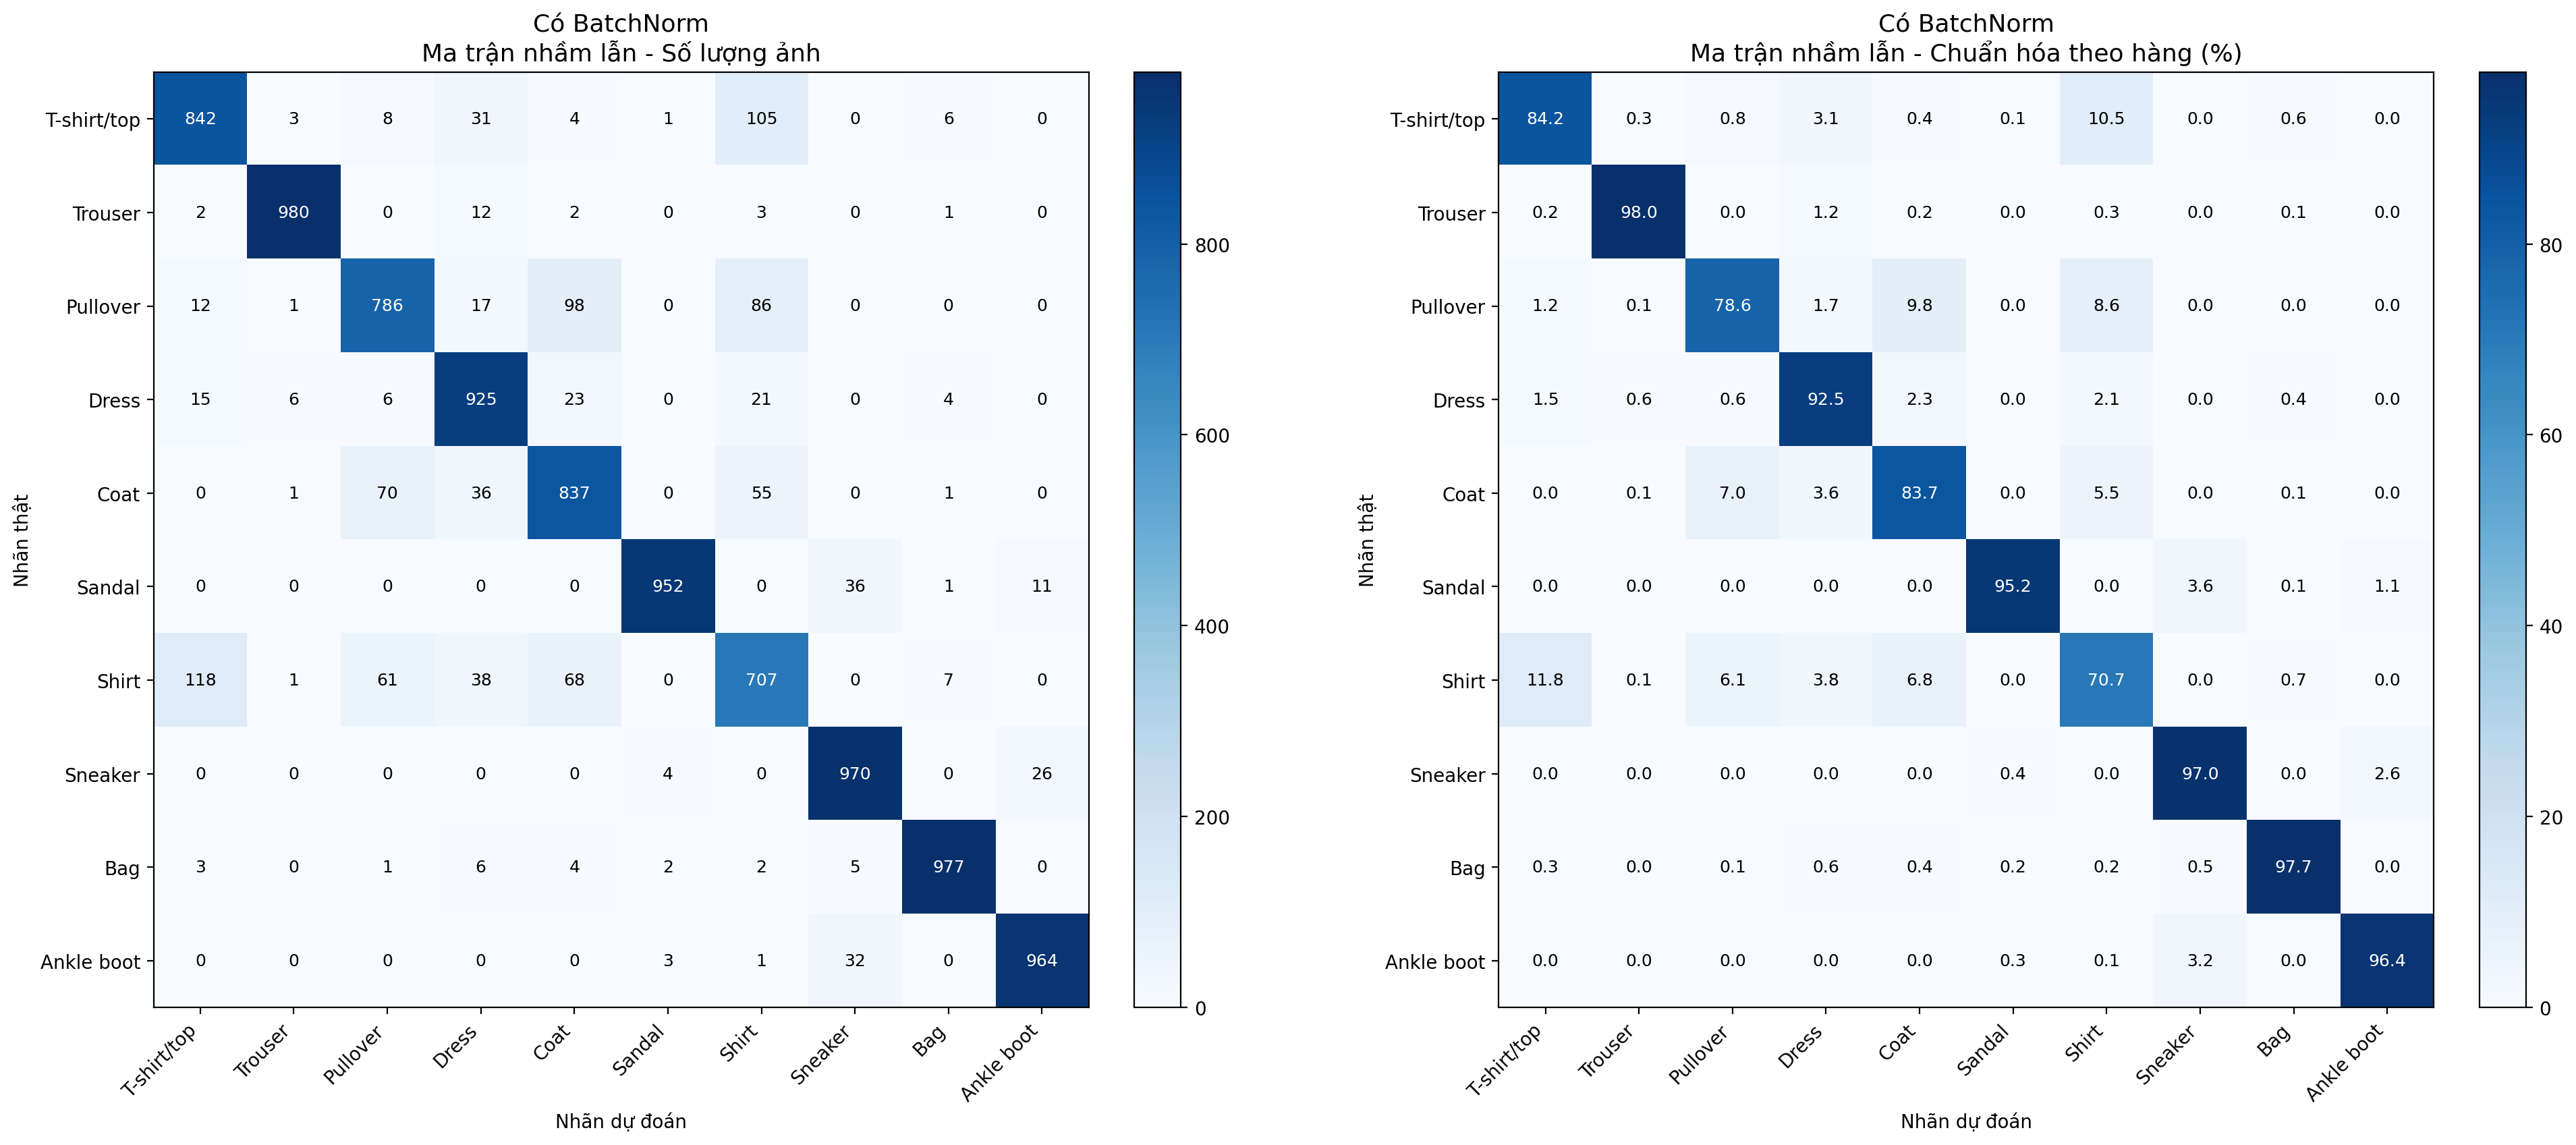 Có BatchNorm
Ma trận nhầm lẫn - Số lượng ảnh
Nhãn thật
T-shirt/top 842 3 8 31 4 1 105 0 6 0
Trouser 2 980 0 12 2 0 3 0 1 0
Pullover 12 1 786 17 98 0 86 0 0 0
Dress 15 6 6 925 23 0 21 0 4 0
Coat 0 1 70 36 837 0 55 0 1 0
Sandal 0 0 0 0 0 952 0 36 1 11
Shirt 118 1 61 38 68 0 707 0 7 0
Sneaker 0 0 0 0 0 4 0 970 0 26
Bag 3 0 1 6 4 2 2 5 977 0
Ankle boot 0 0 0 0 0 3 1 32 0 964
T-shirt/top Trouser Pullover Dress Coat Sandal Shirt Sneaker Bag Ankle boot
Nhãn dự đoán
800
600
400
200
0
Có BatchNorm
Ma trận nhầm lẫn - Chuẩn hóa theo hàng (%)
Nhãn thật
T-shirt/top 84.2 0.3 0.8 3.1 0.4 0.1 10.5 0.0 0.6 0.0
Trouser 0.2 98.0 0.0 1.2 0.2 0.0 0.3 0.0 0.1 0.0
Pullover 1.2 0.1 78.6 1.7 9.8 0.0 8.6 0.0 0.0 0.0
Dress 1.5 0.6 0.6 92.5 2.3 0.0 2.1 0.0 0.4 0.0
Coat 0.0 0.1 7.0 3.6 83.7 0.0 5.5 0.0 0.1 0.0
Sandal 0.0 0.0 0.0 0.0 0.0 95.2 0.0 3.6 0.1 1.1
Shirt 11.8 0.1 6.1 3.8 6.8 0.0 70.7 0.0 0.7 0.0
Sneaker 0.0 0.0 0.0 0.0 0.0 0.4 0.0 97.0 0.0 2.6
Bag 0.3 0.0 0.1 0.6 0.4 0.2 0.2 0.5 97.7 0.0
Ankle boot 0.0 0.0 0.0 0.0 0.0 0.3 0.1 3.2 0.0 96.4
T-shirt/top Trouser Pullover Dress Coat Sandal Shirt Sneaker Bag Ankle boot
Nhãn dự đoán
80
60
40
20
0